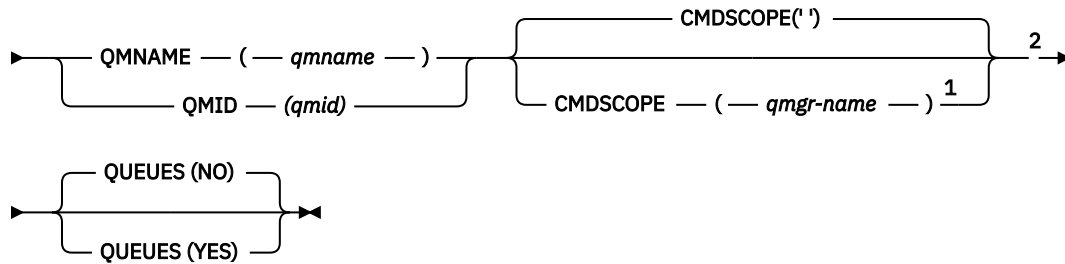 CMDSCOPE(' ')
QMNAME ( qmname ) 2
QMID (qmid) CMDSCOPE ( qmgr-name ) 1
QUEUES (NO)
QUEUES (YES)